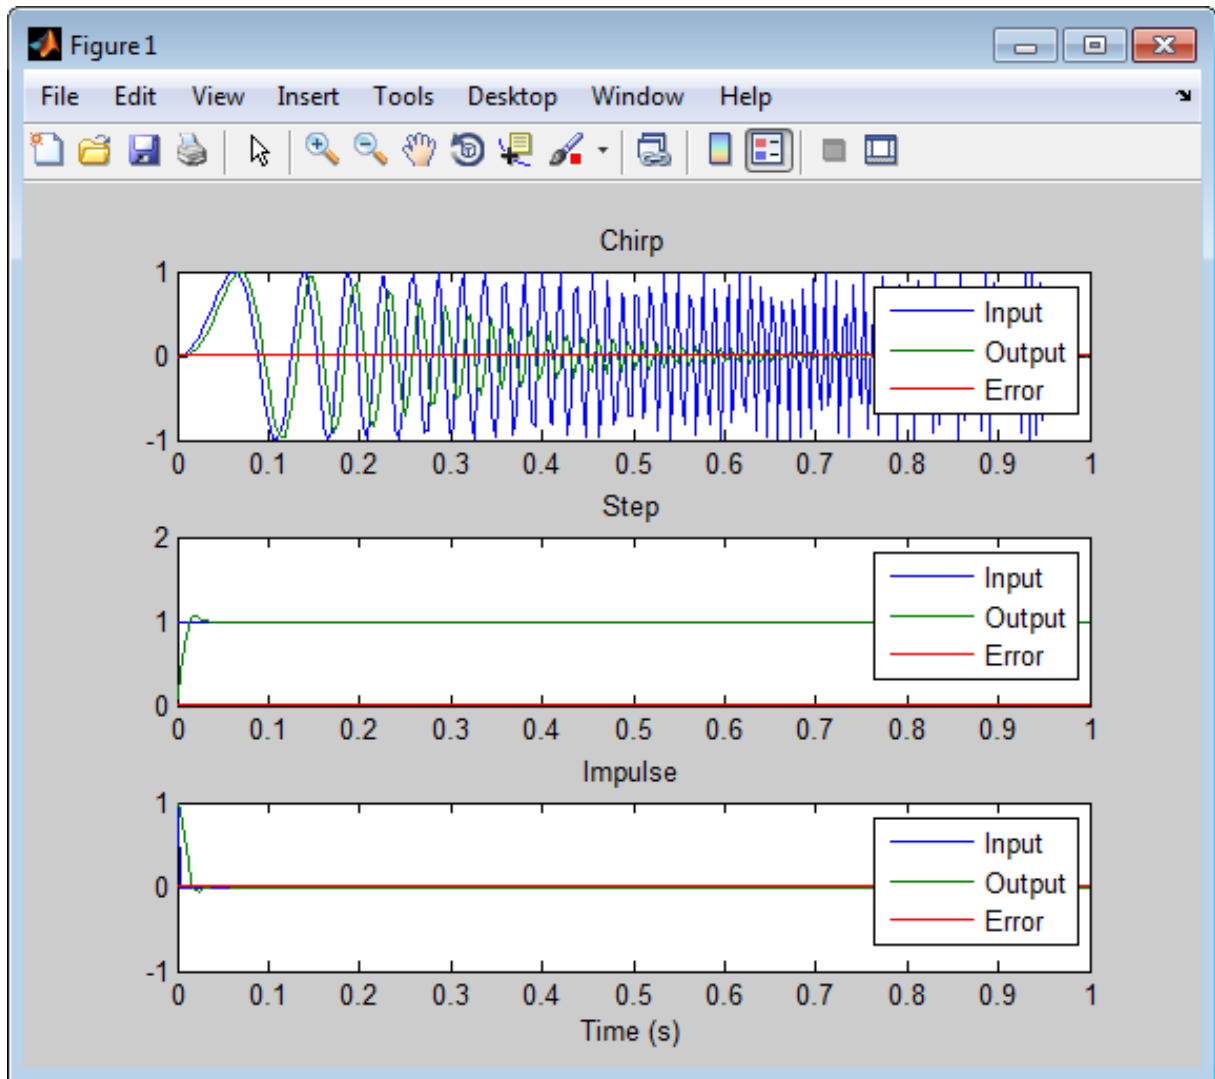 Figure 1
File Edit View Insert Tools Desktop Window Help
Chirp
1
0
-1
Input
Output
Error
0 0.1 0.2 0.3 0.4 0.5 0.6 0.7 0.8 0.9 1
Step
2
1
0
Input
Output
Error
0 0.1 0.2 0.3 0.4 0.5 0.6 0.7 0.8 0.9 1
Impulse
1
0
-1
Input
Output
Error
0 0.1 0.2 0.3 0.4 0.5 0.6 0.7 0.8 0.9 1
Time (s)